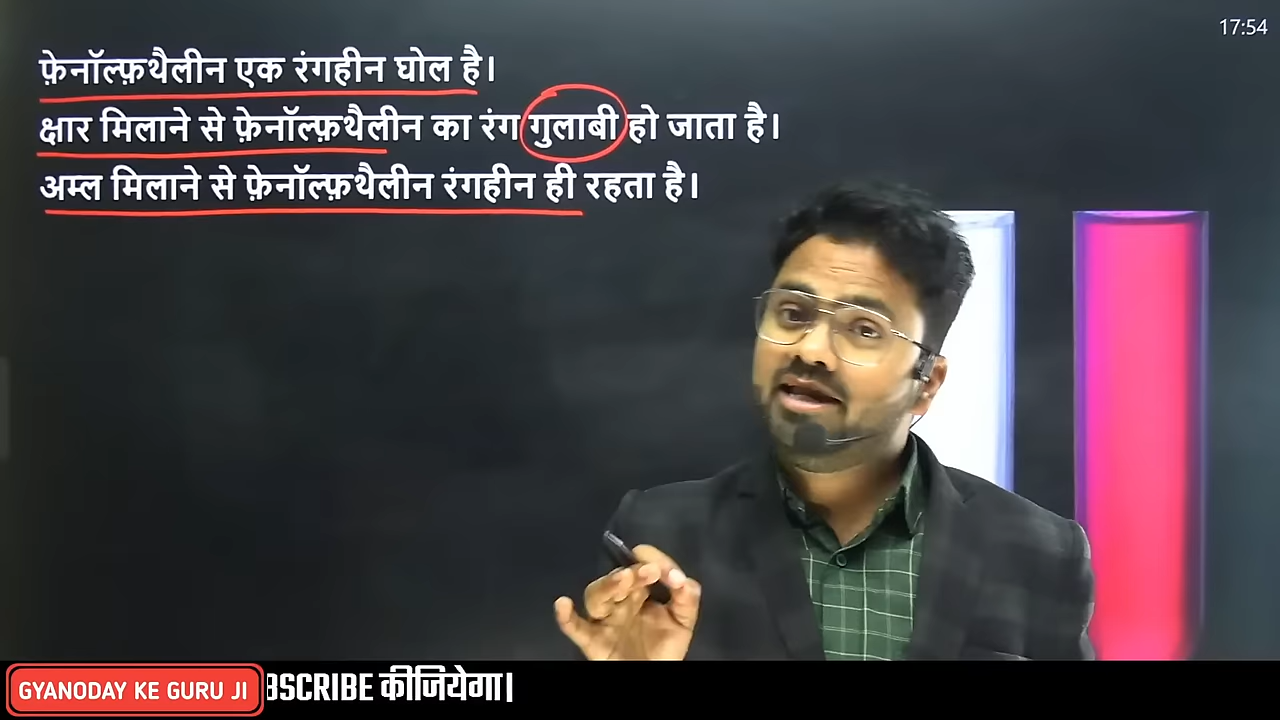 17:54
फ़ेनॉल्फ़थैलीन एक रंगहीन घोल है।
क्षार मिलाने से फ़ेनॉल्फ़थैलीन का रंग गुलाबी हो जाता है।
अम्ल मिलाने से फ़ेनॉल्फ़थैलीन रंगहीन ही रहता है।
GYANODAY KE GURU JI
BSCRIBE कीजियेगा।